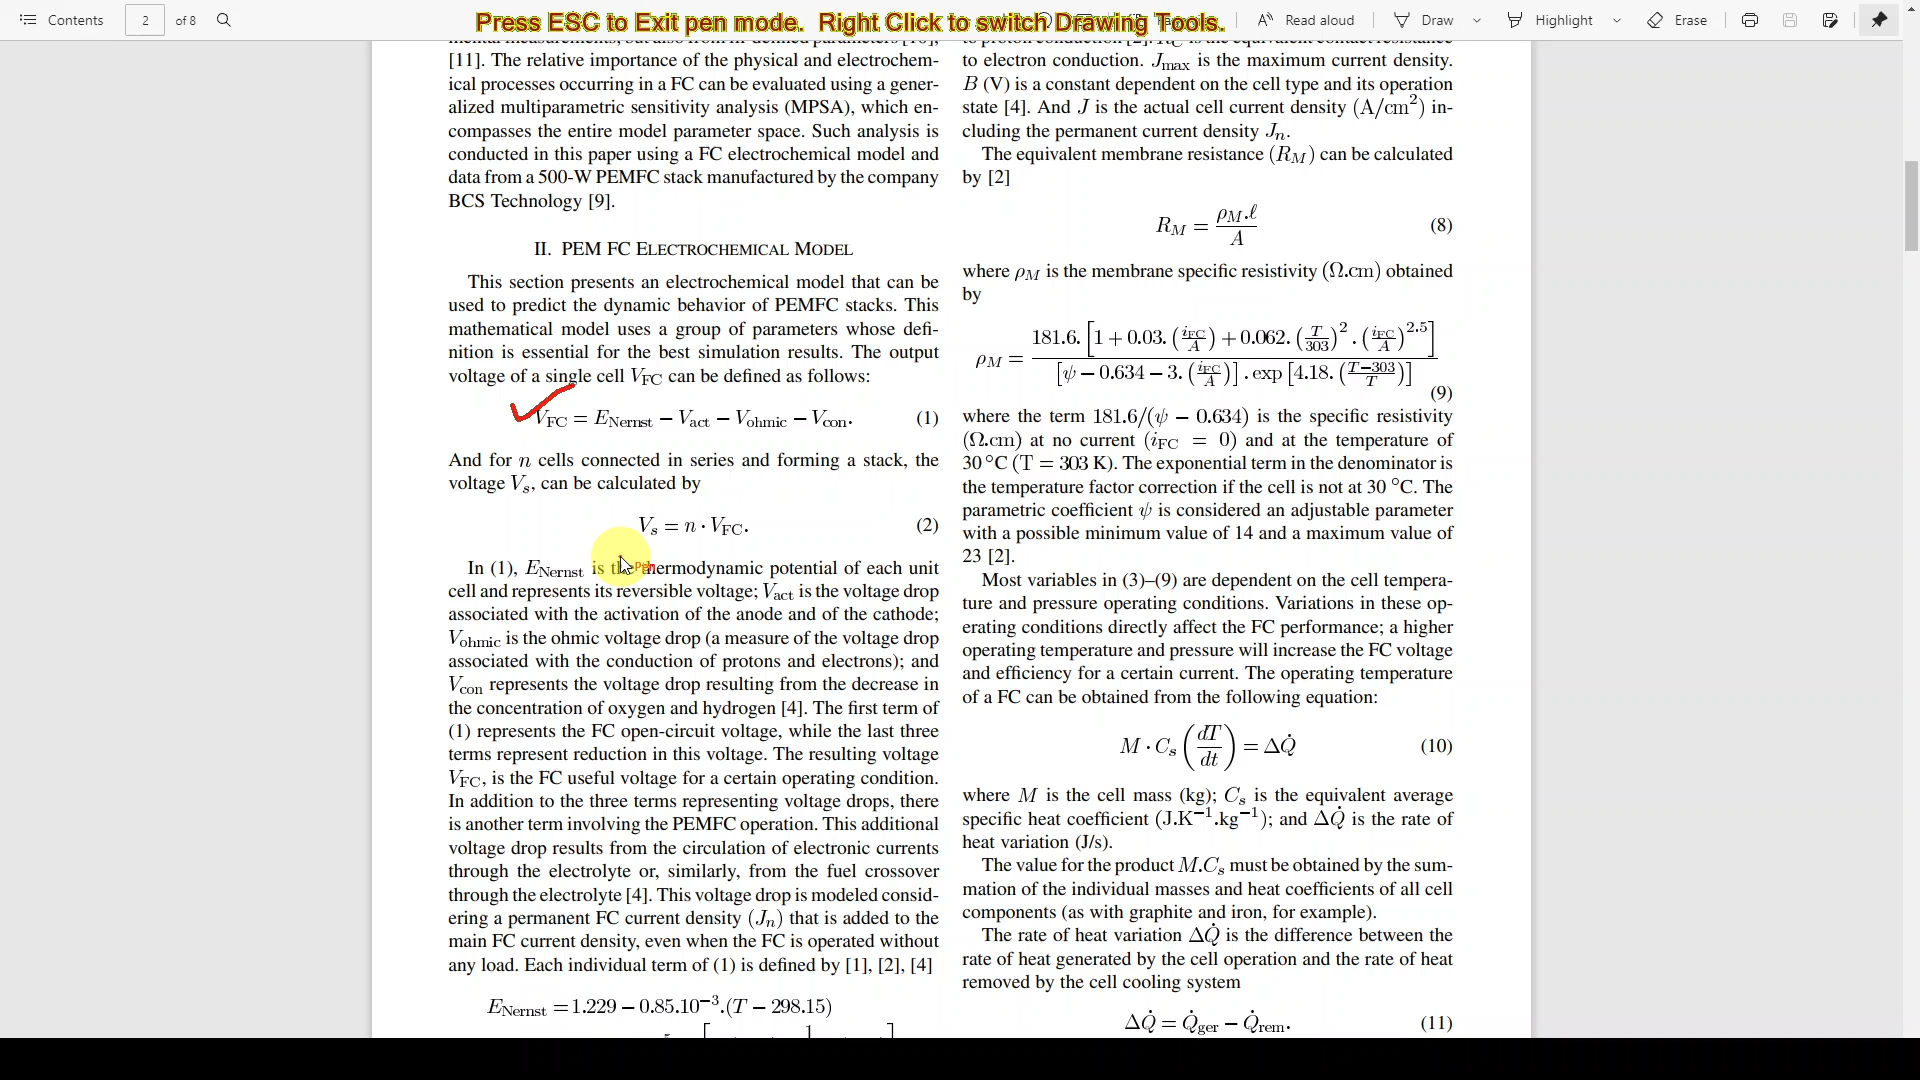 Contents 2 of 8
Press ESC to Exit pen mode. Right Click to switch Drawing Tools.
Read aloud Draw Highlight Erase
[11]. The relative importance of the physical and electrochem-
ical processes occurring in a FC can be evaluated using a gener-
alized multiparametric sensitivity analysis (MPSA), which en-
compasses the entire model parameter space. Such analysis is
conducted in this paper using a FC electrochemical model and
data from a 500-W PEMFC stack manufactured by the company
BCS Technology [9].
II. PEM FC ELECTROCHEMICAL MODEL
This section presents an electrochemical model that can be
used to predict the dynamic behavior of PEMFC stacks. This
mathematical model uses a group of parameters whose defi-
nition is essential for the best simulation results. The output
voltage of a single cell V_FC can be defined as follows:
V_FC = E_Nernst − V_act − V_ohmic − V_con. (1)
And for n cells connected in series and forming a stack, the
voltage V_s, can be calculated by
V_s = n · V_FC. (2)
In (1), E_Nernst is the thermodynamic potential of each unit
cell and represents its reversible voltage; V_act is the voltage drop
associated with the activation of the anode and of the cathode;
V_ohmic is the ohmic voltage drop (a measure of the voltage drop
associated with the conduction of protons and electrons); and
V_con represents the voltage drop resulting from the decrease in
the concentration of oxygen and hydrogen [4]. The first term of
(1) represents the FC open-circuit voltage, while the last three
terms represent reduction in this voltage. The resulting voltage
V_FC, is the FC useful voltage for a certain operating condition.
In addition to the three terms representing voltage drops, there
is another term involving the PEMFC operation. This additional
voltage drop results from the circulation of electronic currents
through the electrolyte or, similarly, from the fuel crossover
through the electrolyte [4]. This voltage drop is modeled consid-
ering a permanent FC current density (J_n) that is added to the
main FC current density, even when the FC is operated without
any load. Each individual term of (1) is defined by [1], [2], [4]
E_Nernst = 1.229 − 0.85.10^−3.(T − 298.15)
to electron conduction. J_max is the maximum current density.
B (V) is a constant dependent on the cell type and its operation
state [4]. And J is the actual cell current density (A/cm^2) in-
cluding the permanent current density J_n.
The equivalent membrane resistance (R_M) can be calculated
by [2]
R_M = ρ_M.ℓ / A (8)
where ρ_M is the membrane specific resistivity (Ω.cm) obtained
by
ρ_M = 181.6.[1 + 0.03.(i_FC/A) + 0.062.(T/303)^2.(i_FC/A)^2.5] / [ψ − 0.634 − 3.(i_FC/A)].exp[4.18.(T−303/T)]
(9)
where the term 181.6/(ψ − 0.634) is the specific resistivity
(Ω.cm) at no current (i_FC = 0) and at the temperature of
30 °C (T = 303 K). The exponential term in the denominator is
the temperature factor correction if the cell is not at 30 °C. The
parametric coefficient ψ is considered an adjustable parameter
with a possible minimum value of 14 and a maximum value of
23 [2].
Most variables in (3)–(9) are dependent on the cell tempera-
ture and pressure operating conditions. Variations in these op-
erating conditions directly affect the FC performance; a higher
operating temperature and pressure will increase the FC voltage
and efficiency for a certain current. The operating temperature
of a FC can be obtained from the following equation:
M · C_s (dT/dt) = ΔQ̇ (10)
where M is the cell mass (kg); C_s is the equivalent average
specific heat coefficient (J.K^−1.kg^−1); and ΔQ̇ is the rate of
heat variation (J/s).
The value for the product M.C_s must be obtained by the sum-
mation of the individual masses and heat coefficients of all cell
components (as with graphite and iron, for example).
The rate of heat variation ΔQ̇ is the difference between the
rate of heat generated by the cell operation and the rate of heat
removed by the cell cooling system
ΔQ̇ = Q̇_ger − Q̇_rem. (11)